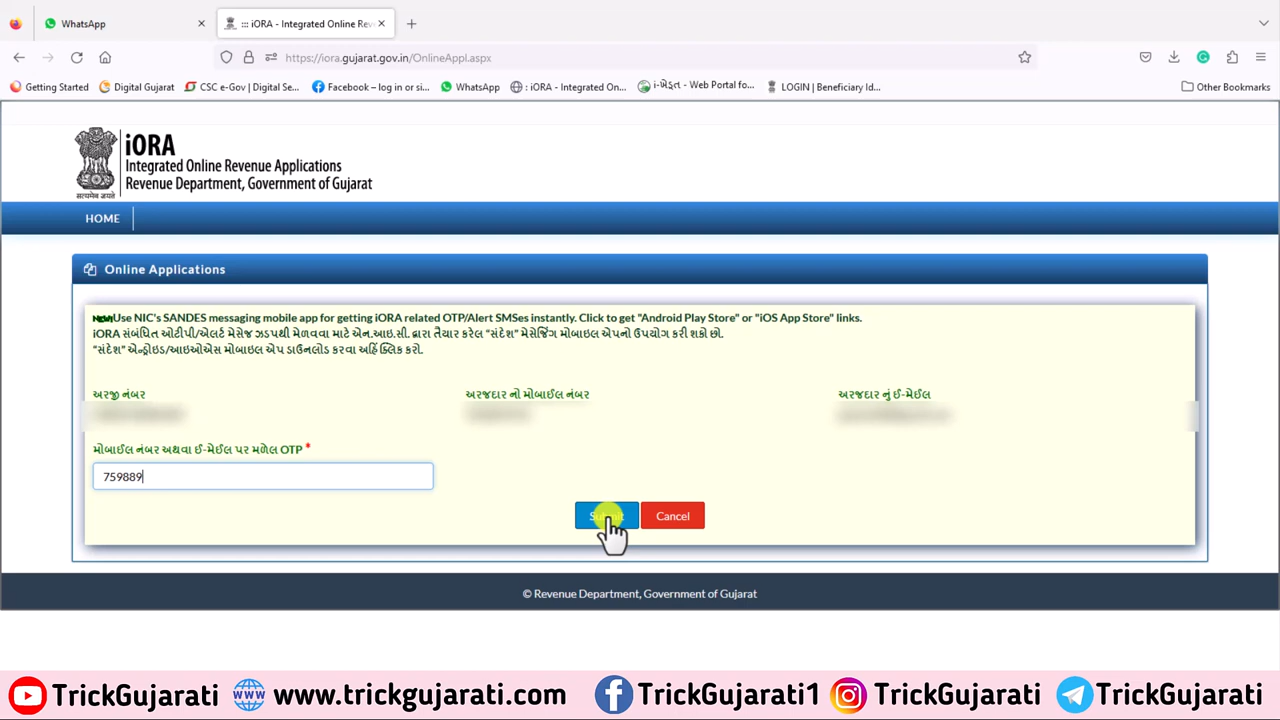 WhatsApp
::: iORA - Integrated Online Rev
https://iora.gujarat.gov.in/OnlineAppl.aspx
Getting Started
Digital Gujarat
CSC e-Gov | Digital Se...
Facebook – log in or si...
WhatsApp
: iORA - Integrated On...
i-ખેડૂત - Web Portal fo...
LOGIN | Beneficiary Id...
Other Bookmarks
iORA
Integrated Online Revenue Applications
Revenue Department, Government of Gujarat
सत्यमेव जयते
HOME
Online Applications
Use NIC's SANDES messaging mobile app for getting iORA related OTP/Alert SMSes instantly. Click to get "Android Play Store" or "iOS App Store" links.
iORA સંબંધિત ઓટીપી/એલર્ટ મેસેજ ઝડપથી મેળવવા માટે એન.આઇ.સી. દ્વારા તૈયાર કરેલ "સંદેશ" મેસેજિંગ મોબાઇલ એપનો ઉપયોગ કરી શકો છો.
"સંદેશ" એન્ડ્રોઇડ/આઇઓએસ મોબાઇલ એપ ડાઉનલોડ કરવા અહિં ક્લિક કરો.
અરજી નંબર
અરજદાર નો મોબાઈલ નંબર
અરજદાર નું ઈ-મેઈલ
મોબાઈલ નંબર અથવા ઈ-મેઈલ પર મળેલ OTP *
759889
Submit
Cancel
© Revenue Department, Government of Gujarat
TrickGujarati
www.trickgujarati.com
TrickGujarati1
TrickGujarati
TrickGujarati